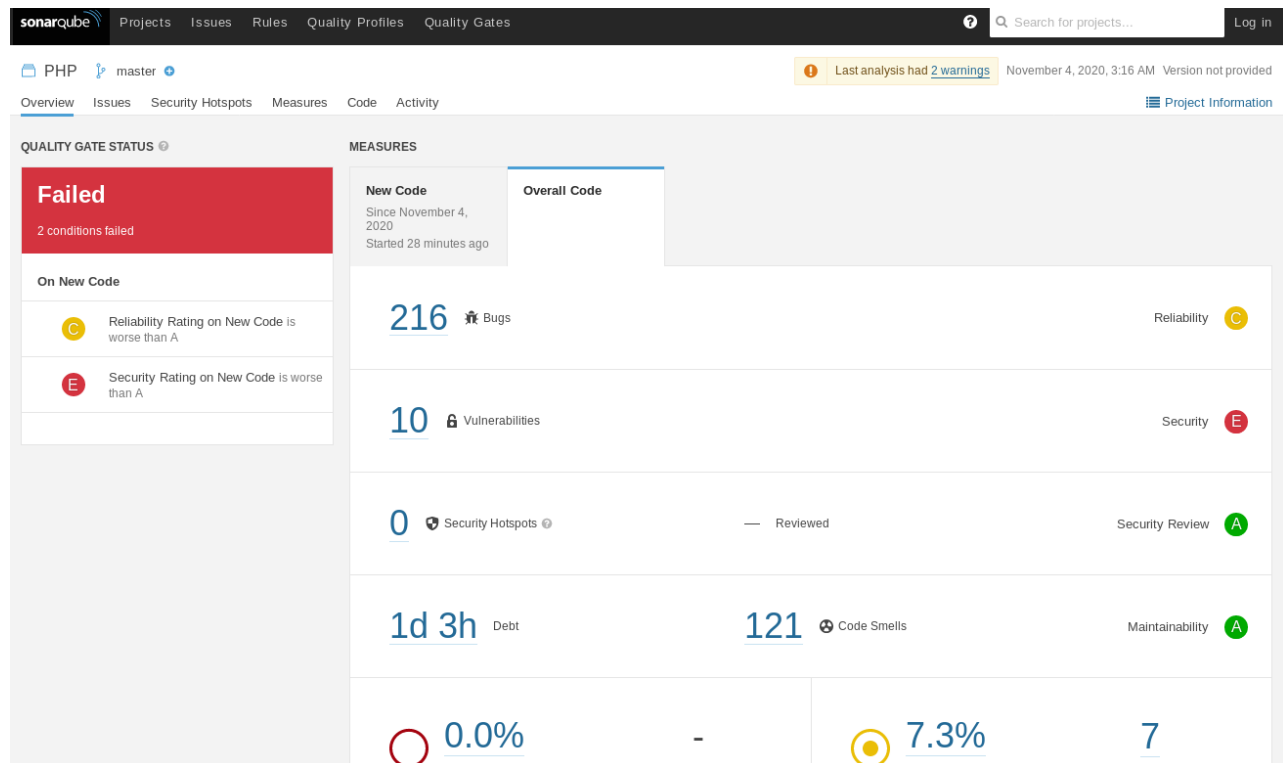 sonarqube Projects Issues Rules Quality Profiles Quality Gates Search for projects... Log in
PHP master Last analysis had 2 warnings November 4, 2020, 3:16 AM Version not provided
Overview Issues Security Hotspots Measures Code Activity Project Information
QUALITY GATE STATUS
Failed
2 conditions failed
On New Code
C Reliability Rating on New Code is
worse than A
E Security Rating on New Code is worse
than A
MEASURES
New Code
Since November 4,
2020
Started 28 minutes ago
Overall Code
216 Bugs Reliability C
10 Vulnerabilities Security E
0 Security Hotspots — Reviewed Security Review A
1d 3h Debt 121 Code Smells Maintainability A
0.0% - 7.3% 7